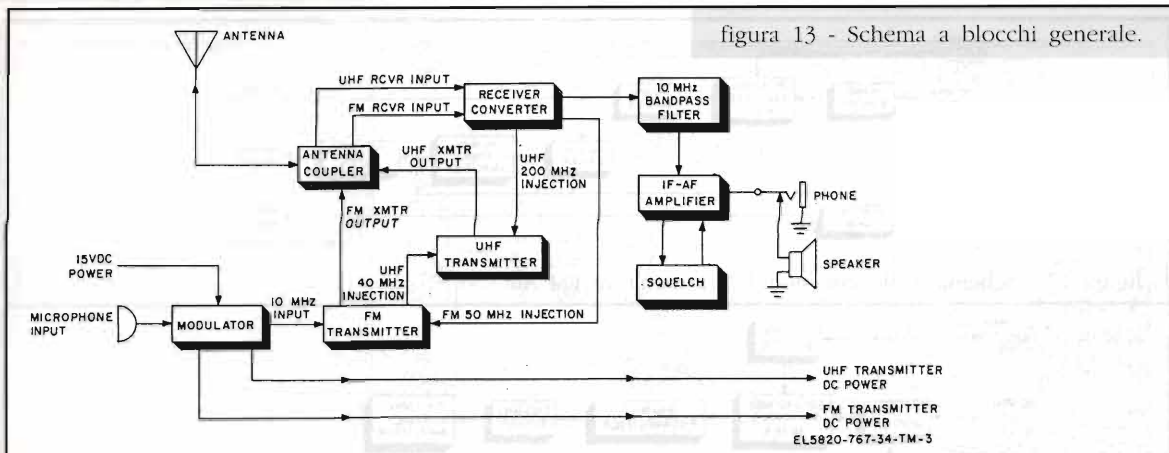 figura 13 - Schema a blocchi generale.
ANTENNA
UHF RCVR INPUT
FM RCVR INPUT
RECEIVER
CONVERTER
10 MHz
BANDPASS
FILTER
ANTENNA
COUPLER
UHF XMTR
OUTPUT
UHF
200 MHz
INJECTION
IF-AF
AMPLIFIER
PHONE
FM XMTR
OUTPUT
UHF
TRANSMITTER
SPEAKER
15VDC
POWER
UHF
40 MHz
INJECTION
SQUELCH
MICROPHONE
INPUT
MODULATOR
10 MHz
INPUT
FM
TRANSMITTER
FM 50 MHz INJECTION
UHF TRANSMITTER
DC POWER
FM TRANSMITTER
DC POWER
EL5820-767-34-TM-3